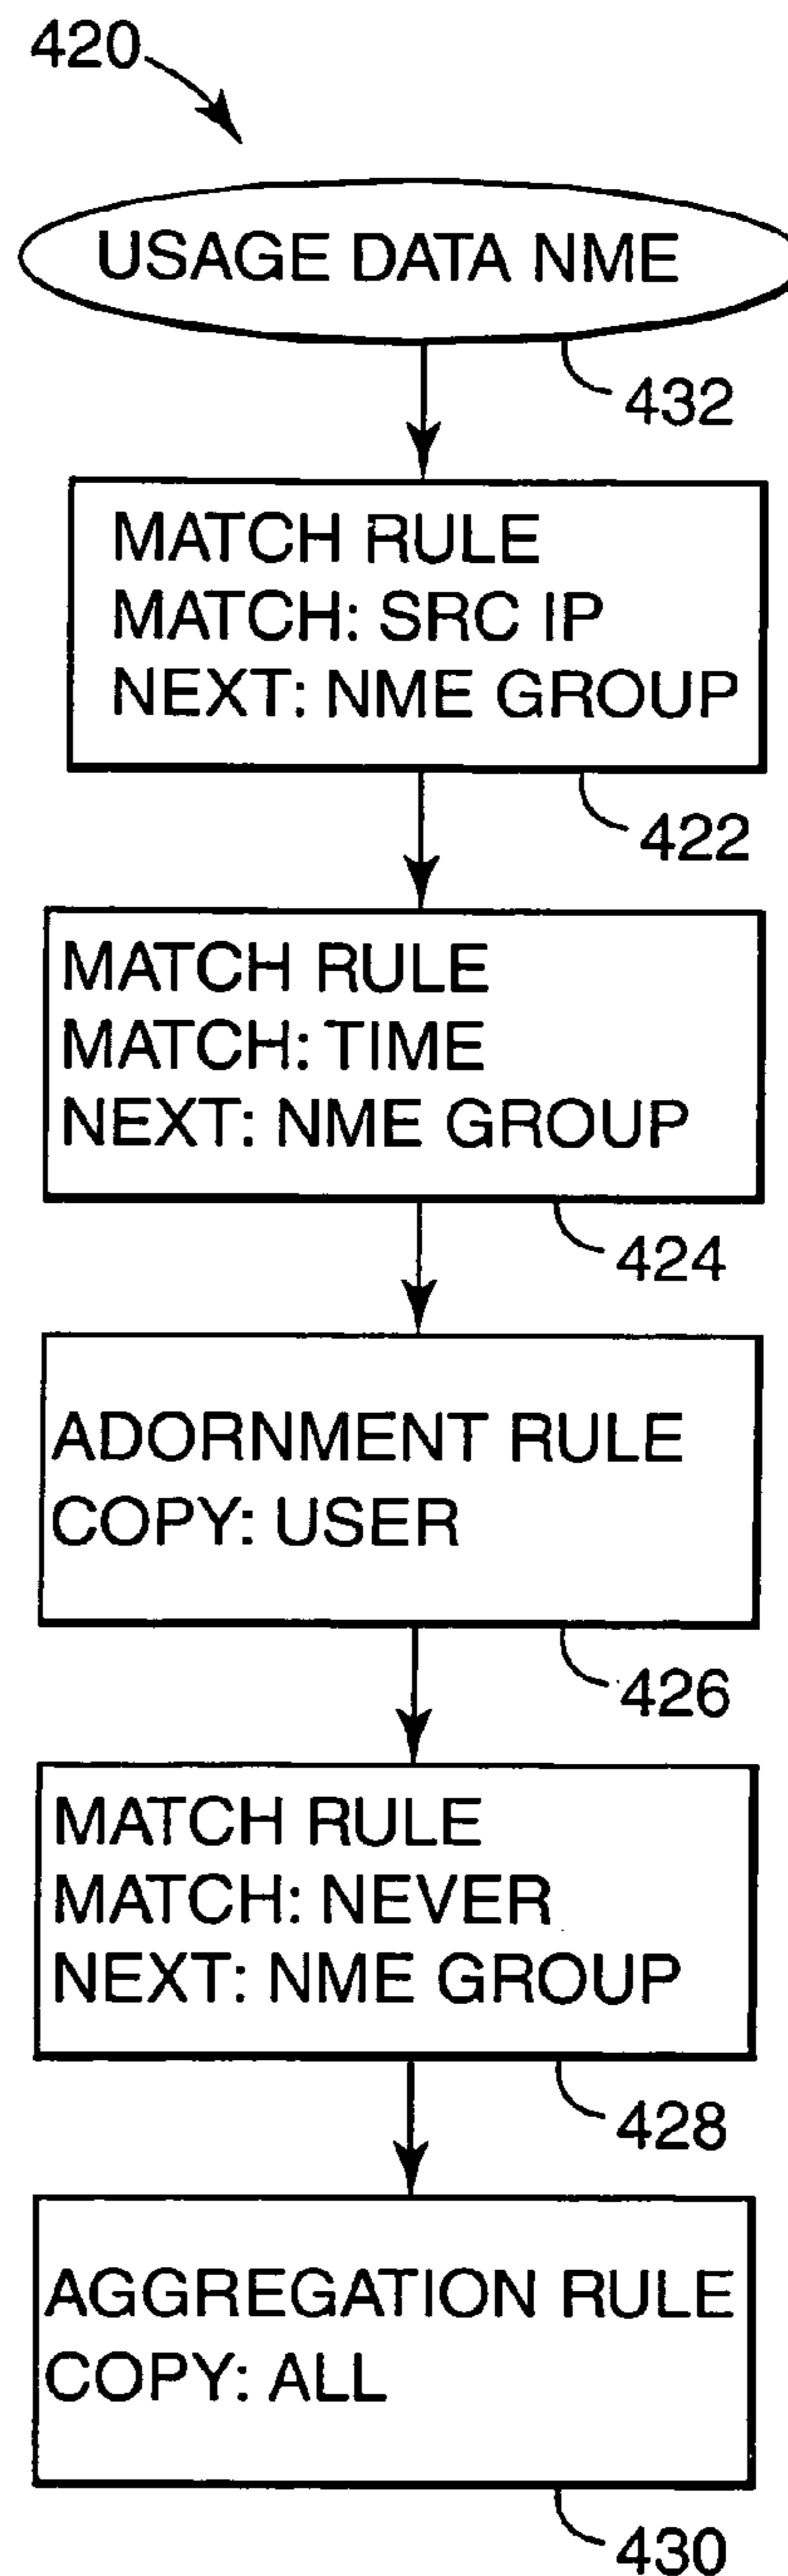 420
USAGE DATA NME
432
MATCH RULE
MATCH: SRC IP
NEXT: NME GROUP
422
MATCH RULE
MATCH: TIME
NEXT: NME GROUP
424
ADORNMENT RULE
COPY: USER
426
MATCH RULE
MATCH: NEVER
NEXT: NME GROUP
428
AGGREGATION RULE
COPY: ALL
430